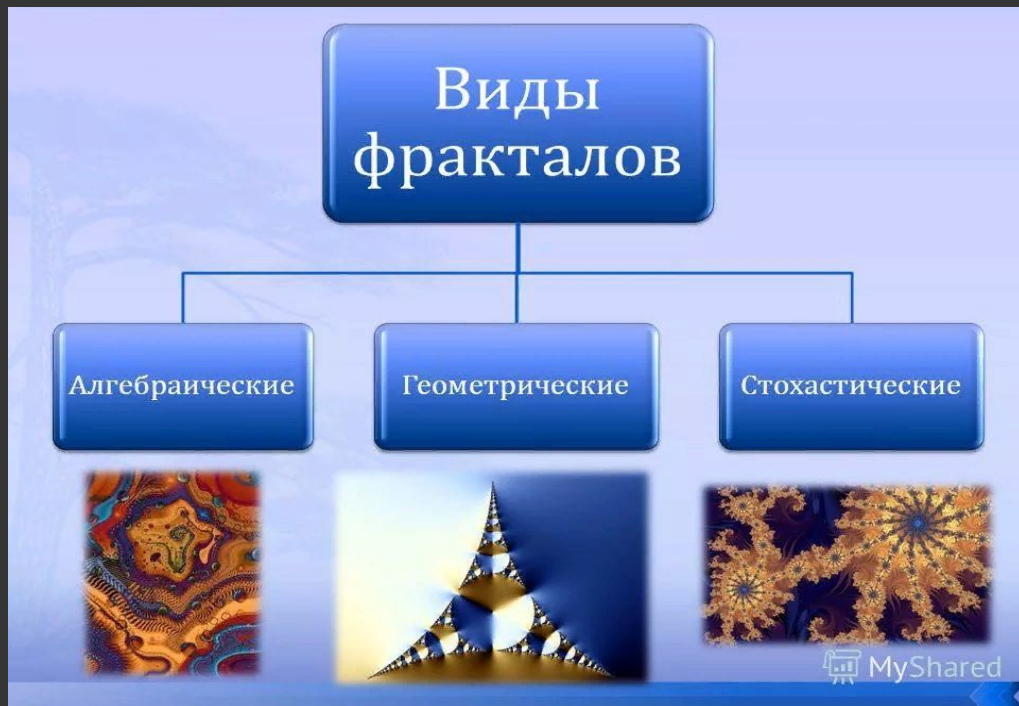 Виды
фракталов
Алгебраические
Геометрические
Стохастические
MyShared